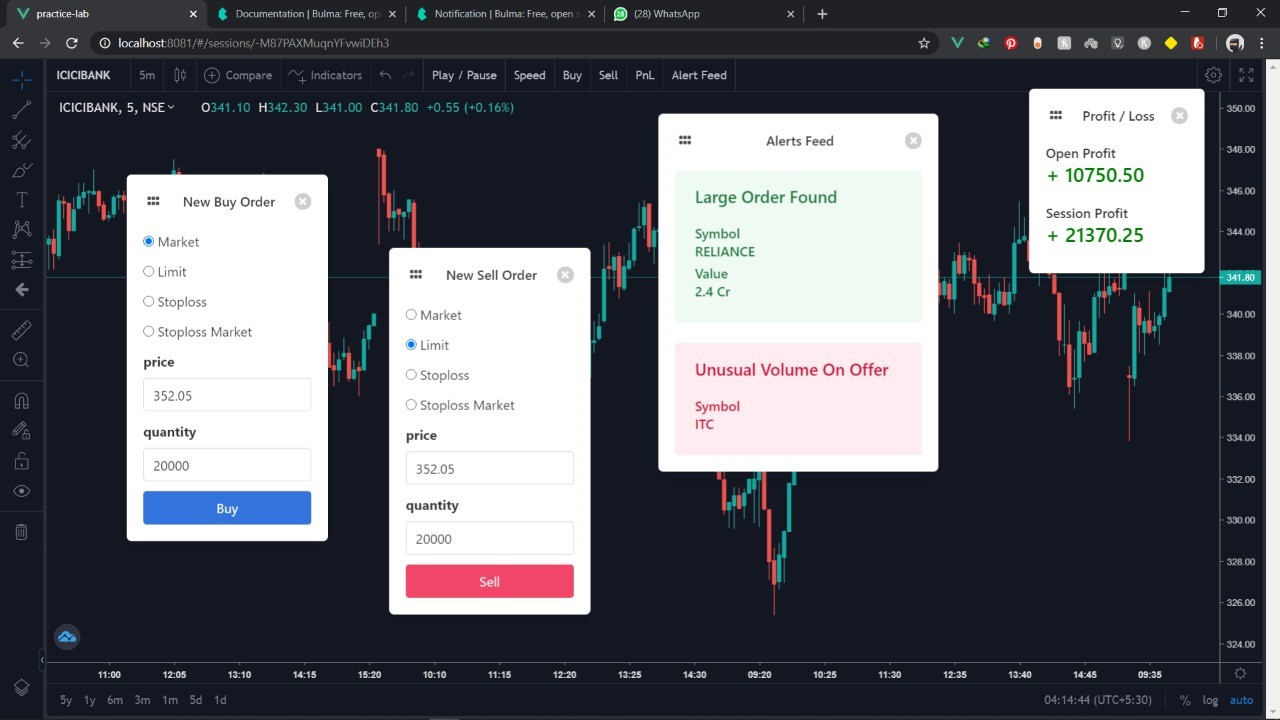 practice-lab
Documentation | Bulma: Free, op
Notification | Bulma: Free, open s
(28) WhatsApp
localhost:8081/#/sessions/-M87PAXMuqnYFvwiDEh3
ICICIBANK
5m
Compare
Indicators
Play / Pause
Speed
Buy
Sell
PnL
Alert Feed
ICICIBANK, 5, NSE
O341.10 H342.30 L341.00 C341.80 +0.55 (+0.16%)
New Buy Order
Market
Limit
Stoploss
Stoploss Market
price
352.05
quantity
20000
Buy
New Sell Order
Market
Limit
Stoploss
Stoploss Market
price
352.05
quantity
20000
Sell
Alerts Feed
Large Order Found
Symbol
RELIANCE
Value
2.4 Cr
Unusual Volume On Offer
Symbol
ITC
Profit / Loss
Open Profit
+ 10750.50
Session Profit
+ 21370.25
350.00
348.00
346.00
344.00
341.80
340.00
338.00
336.00
334.00
332.00
330.00
328.00
326.00
324.00
11:00 12:05 13:10 14:15 15:20 10:10 11:15 12:20 13:25 09:20 10:25 11:30 12:35 13:40 14:45 09:35
5y 1y 6m 3m 1m 5d 1d
04:14:44 (UTC+5:30) % log auto